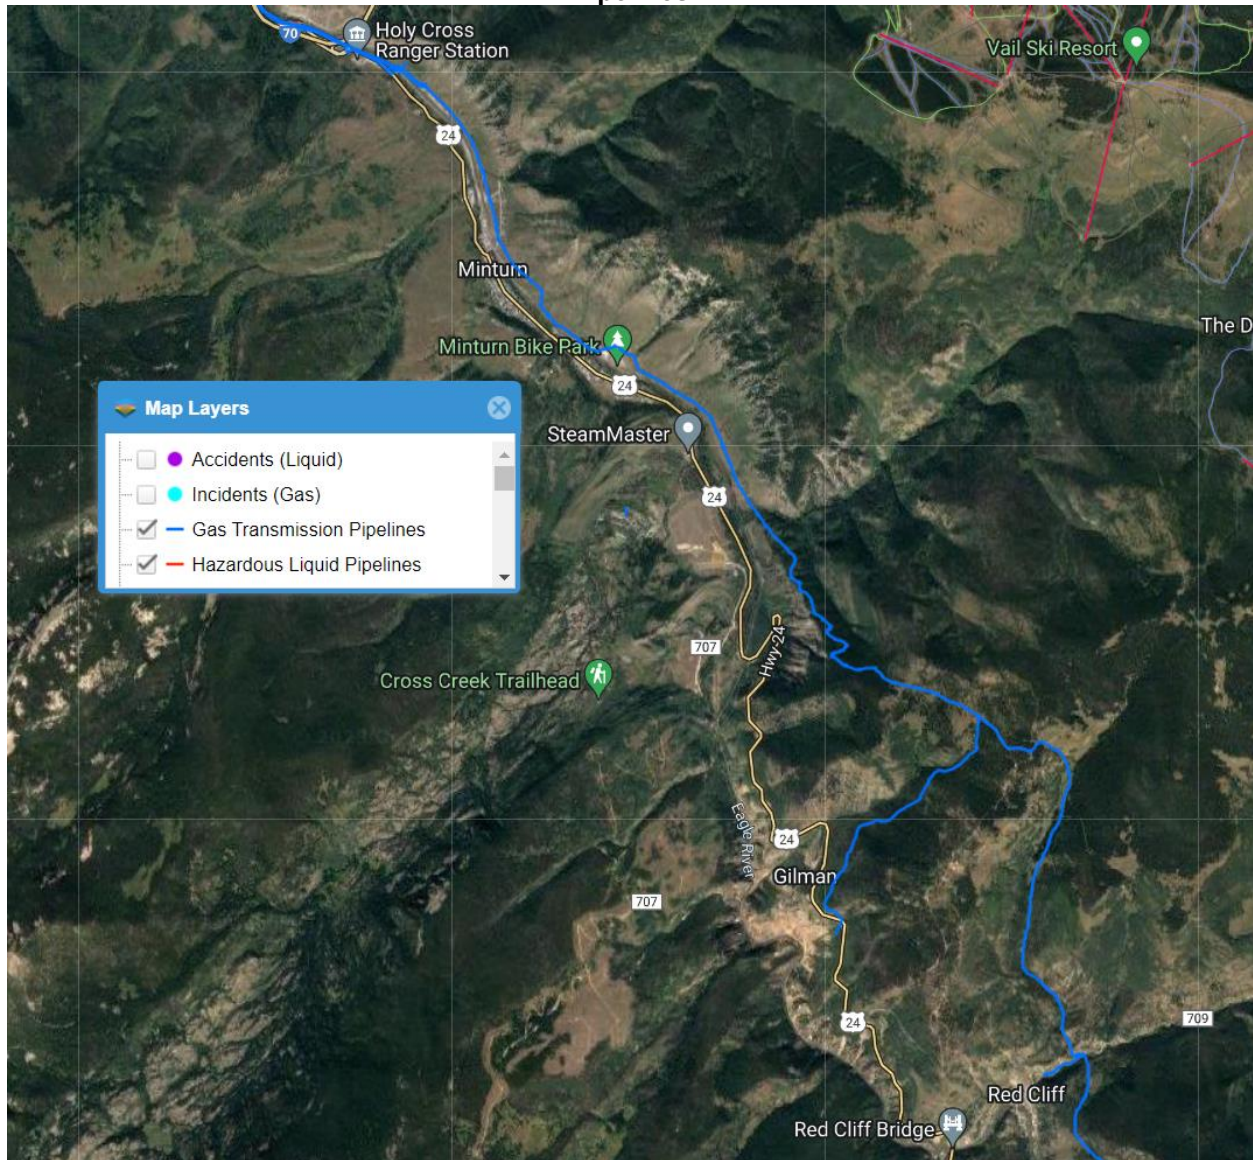 70
Holy Cross
Ranger Station
Vail Ski Resort
24
Minturn
The D
Minturn Bike Park
24
Map Layers
SteamMaster
Accidents (Liquid)
Incidents (Gas)
24
Gas Transmission Pipelines
Hazardous Liquid Pipelines
707
Hwy-24
Cross Creek Trailhead
Eagle River
24
Gilman
707
709
24
Red Cliff
Red Cliff Bridge